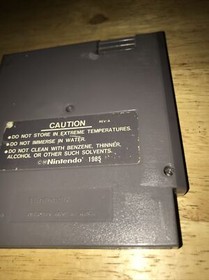 CAUTION
REV-A
•DO NOT STORE IN EXTREME TEMPERATURES.
•DO NOT IMMERSE IN WATER.
•DO NOT CLEAN WITH BENZENE, THINNER,
ALCOHOL OR OTHER SUCH SOLVENTS.
Nintendo 1985